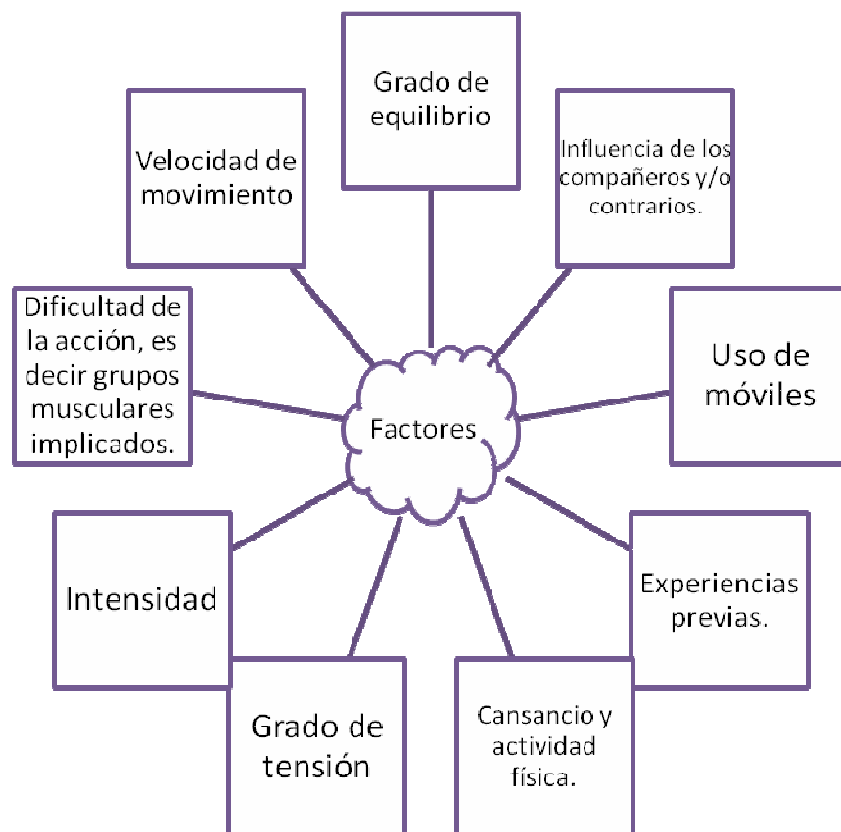 Grado de
equilibrio
Influencia de los
compañeros y/o
contrarios.
Uso de
móviles
Experiencias
previas.
Cansancio y
actividad
física.
Grado de
tensión
Intensidad
Dificultad de
la acción, es
decir grupos
musculares
implicados.
Velocidad de
movimiento
Factores